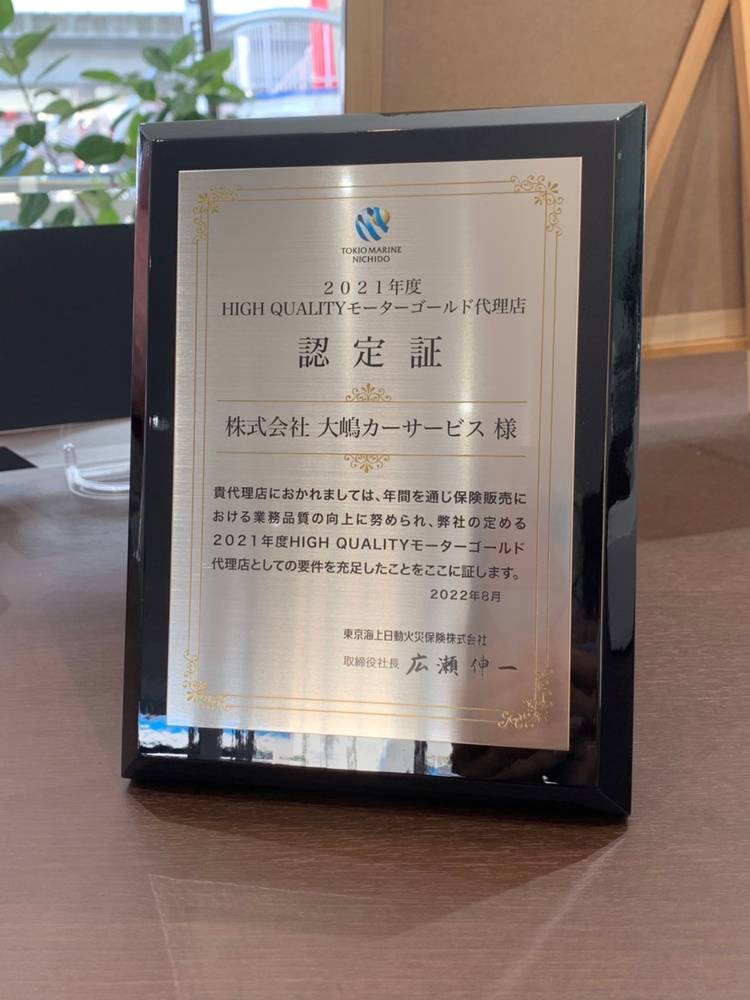 TOKIO MARINE
NICHIDO
2021年度
HIGH QUALITYモーターゴールド代理店
認定証
株式会社 大嶋カーサービス 様
貴代理店におかれましては、年間を通じ保険販売に
おける業務品質の向上に努められ、弊社の定める
2021年度HIGH QUALITYモーターゴールド
代理店としての要件を充足したことをここに証します。
2022年8月
東京海上日動火災保険株式会社
取締役社長 広瀬伸一